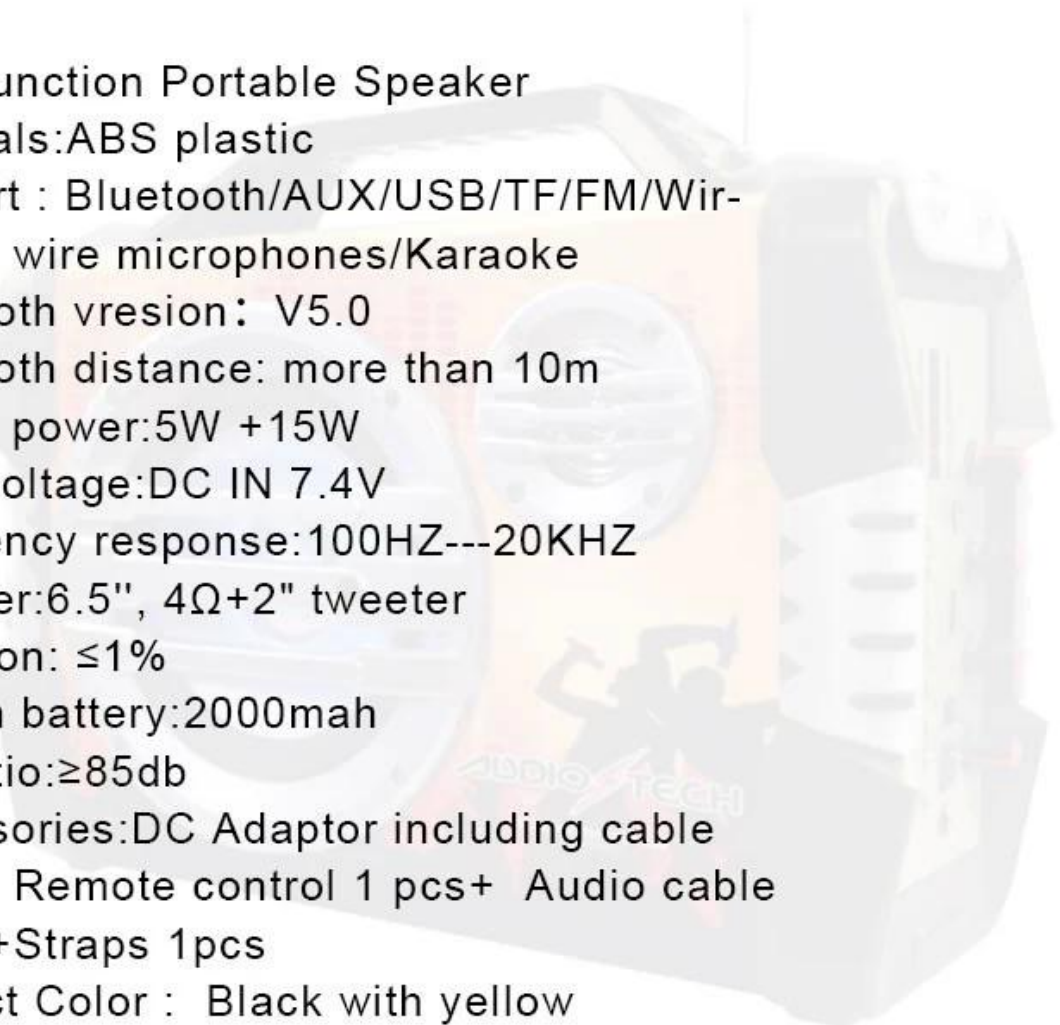 unction Portable Speaker
als:ABS plastic
rt : Bluetooth/AUX/USB/TF/FM/Wir-
wire microphones/Karaoke
oth vresion： V5.0
oth distance: more than 10m
power:5W +15W
oltage:DC IN 7.4V
ency response:100HZ---20KHZ
er:6.5'', 4Ω+2" tweeter
on: ≤1%
battery:2000mah
tio:≥85db
sories:DC Adaptor including cable
Remote control 1 pcs+ Audio cable
+Straps 1pcs
ct Color : Black with yellow
AUDIO TECH